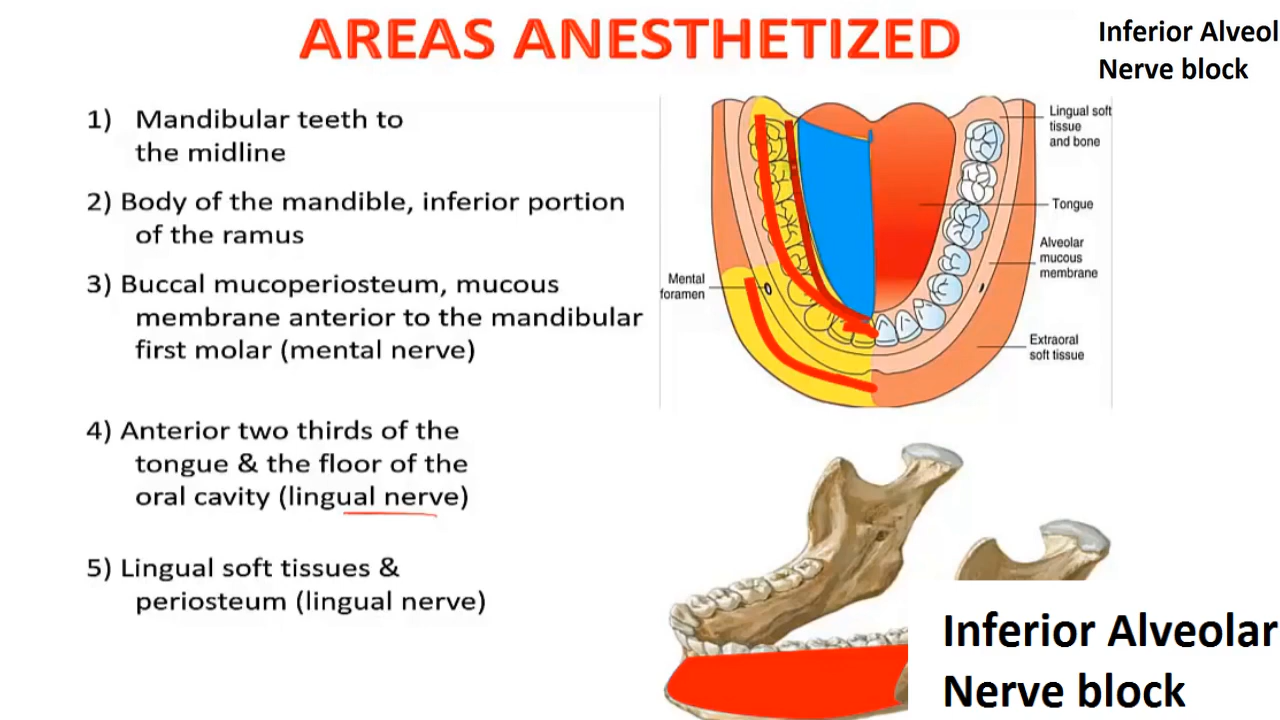 AREAS ANESTHETIZED
Inferior Alveol
Nerve block
1) Mandibular teeth to
the midline
2) Body of the mandible, inferior portion
of the ramus
3) Buccal mucoperiosteum, mucous
membrane anterior to the mandibular
first molar (mental nerve)
4) Anterior two thirds of the
tongue & the floor of the
oral cavity (lingual nerve)
5) Lingual soft tissues &
periosteum (lingual nerve)
Lingual soft
tissue
and bone
Tongue
Alveolar
mucous
membrane
Mental
foramen
Extraoral
soft tissue
Inferior Alveolar
Nerve block